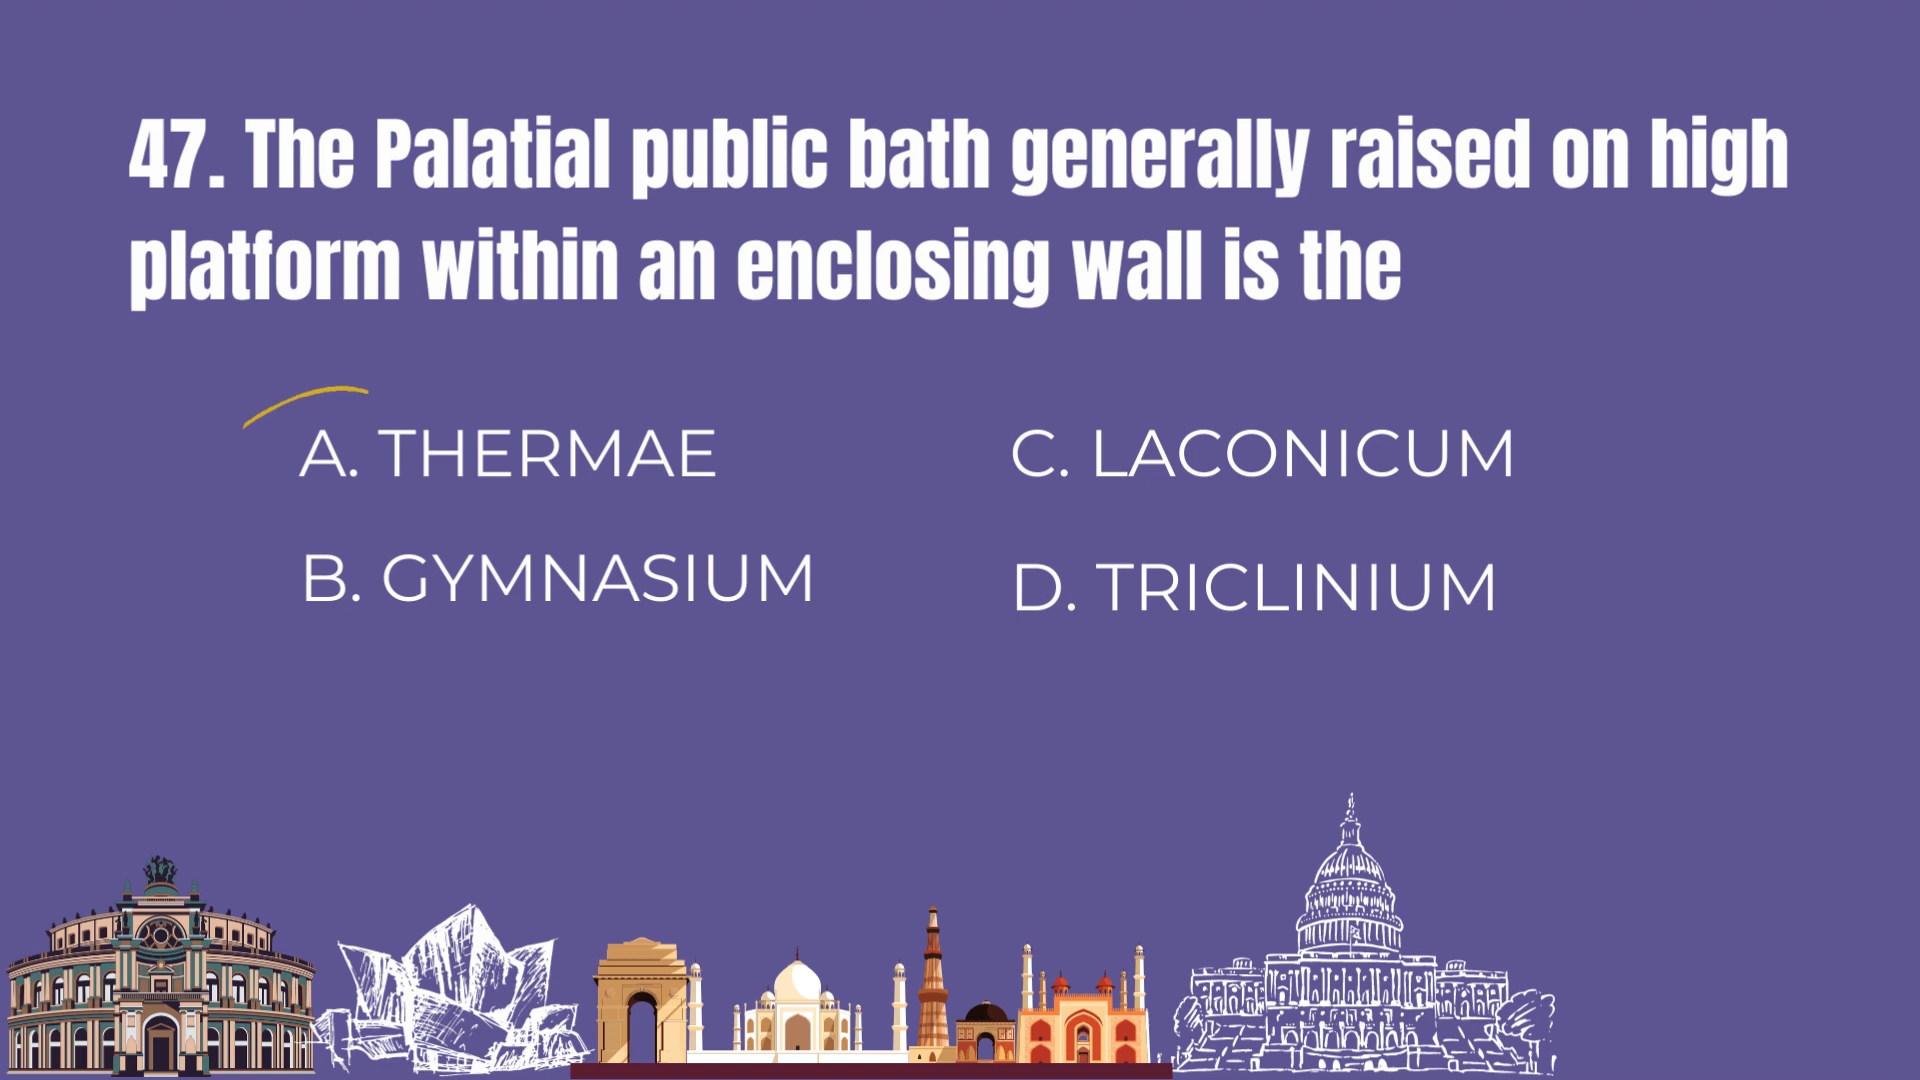 47. The Palatial public bath generally raised on high
platform within an enclosing wall is the
A. THERMAE
B. GYMNASIUM
C. LACONICUM
D. TRICLINIUM